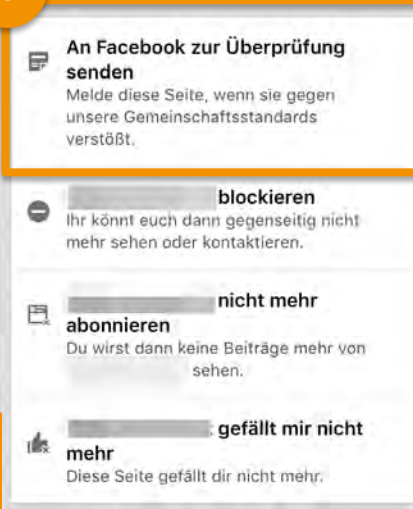 An Facebook zur Überprüfung
senden
Melde diese Seite, wenn sie gegen
unsere Gemeinschaftsstandards
verstößt.
blockieren
Ihr könnt euch dann gegenseitig nicht
mehr sehen oder kontaktieren.
nicht mehr
abonnieren
Du wirst dann keine Beiträge mehr von
sehen.
gefällt mir nicht
mehr
Diese Seite gefällt dir nicht mehr.